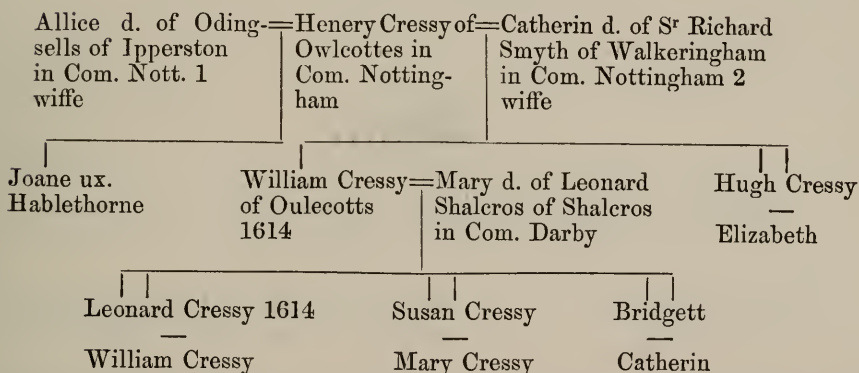 Allice d. of Oding-
sells of Ipperston
in Com. Nott. 1
wiffe
Henery Cressy of
Owlcottes in
Com. Notting-
ham
Catherin d. of Sʳ Richard
Smyth of Walkeringham
in Com. Nottingham 2
wiffe
Joane ux.
Hablethorne
William Cressy
of Oulecotts
1614
Mary d. of Leonard
Shalcros of Shalcros
in Com. Darby
Hugh Cressy
Elizabeth
Leonard Cressy 1614
William Cressy
Susan Cressy
Mary Cressy
Bridgett
Catherin